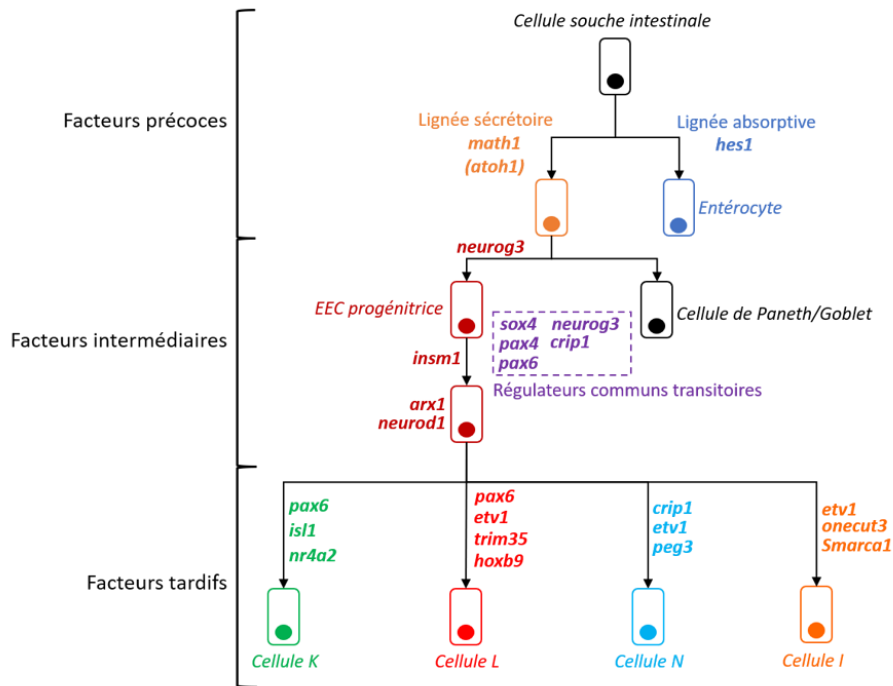 Cellule souche intestinale
Facteurs précoces
Lignée sécrétoire
math1
(atoh1)
Lignée absorptive
hes1
Entérocyte
neurog3
Facteurs intermédiaires
EEC progénitrice
Cellule de Paneth/Goblet
sox4 neurog3
pax4 crip1
pax6
Régulateurs communs transitoires
insm1
arx1
neurod1
Facteurs tardifs
pax6
isl1
nr4a2
pax6
etv1
trim35
hoxb9
crip1
etv1
peg3
etv1
onecut3
Smarca1
Cellule K
Cellule L
Cellule N
Cellule I